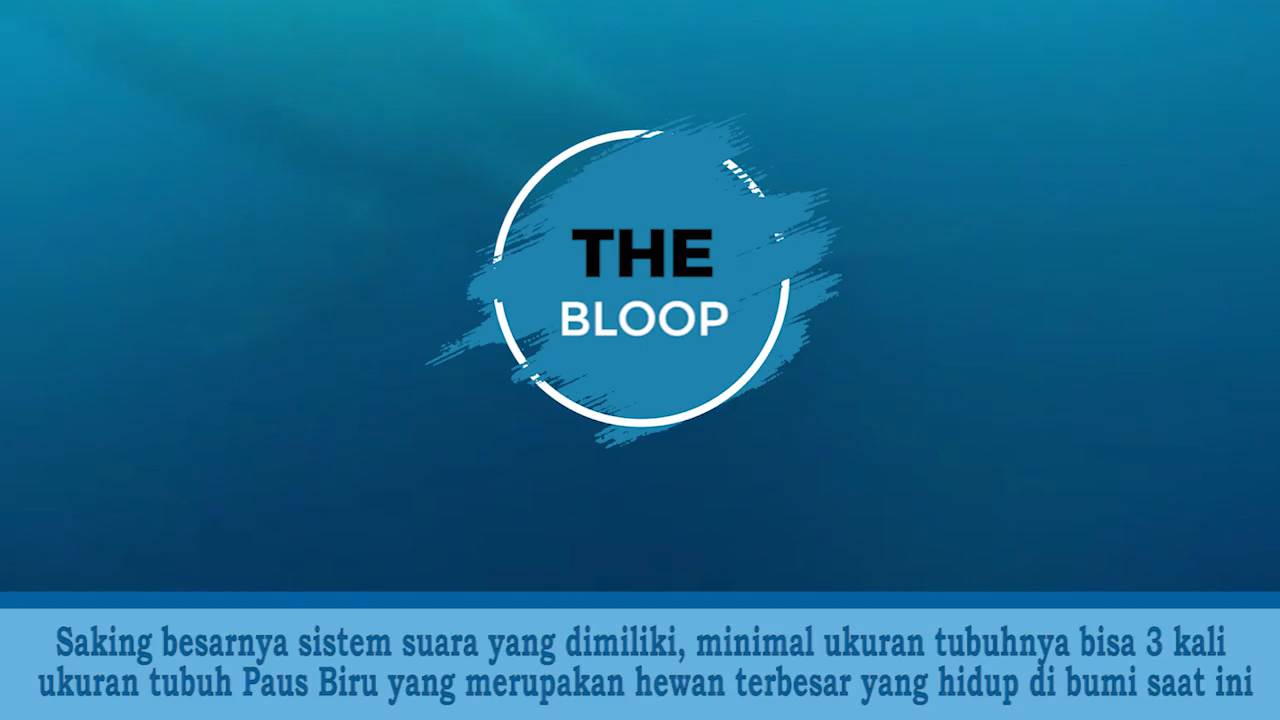 THE
BLOOP
Saking besarnya sistem suara yang dimiliki, minimal ukuran tubuhnya bisa 3 kali
ukuran tubuh Paus Biru yang merupakan hewan terbesar yang hidup di bumi saat ini